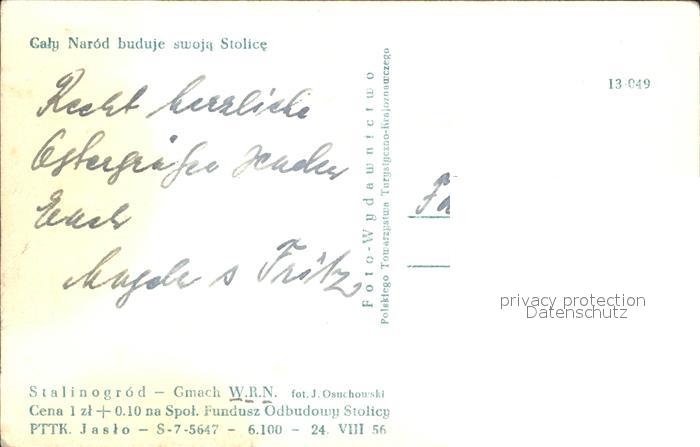 Cały Naród buduje swoją Stolicę
13-049
Recht herzliche
Ostergrüße senden
Euch
Magda u Fritz
Foto-Wydawnictwo
Polskiego Towarzystwa Turystyczno-Krajoznawczego
privacy protection
Datenschutz
Stalinogród — Gmach W.R.N. fot. J. Osuchowski
Cena 1 zł + 0.10 na Społ. Fundusz Odbudowy Stolicy
PTTK. Jasło — S-7-5647 — 6.100 — 24. VIII 56